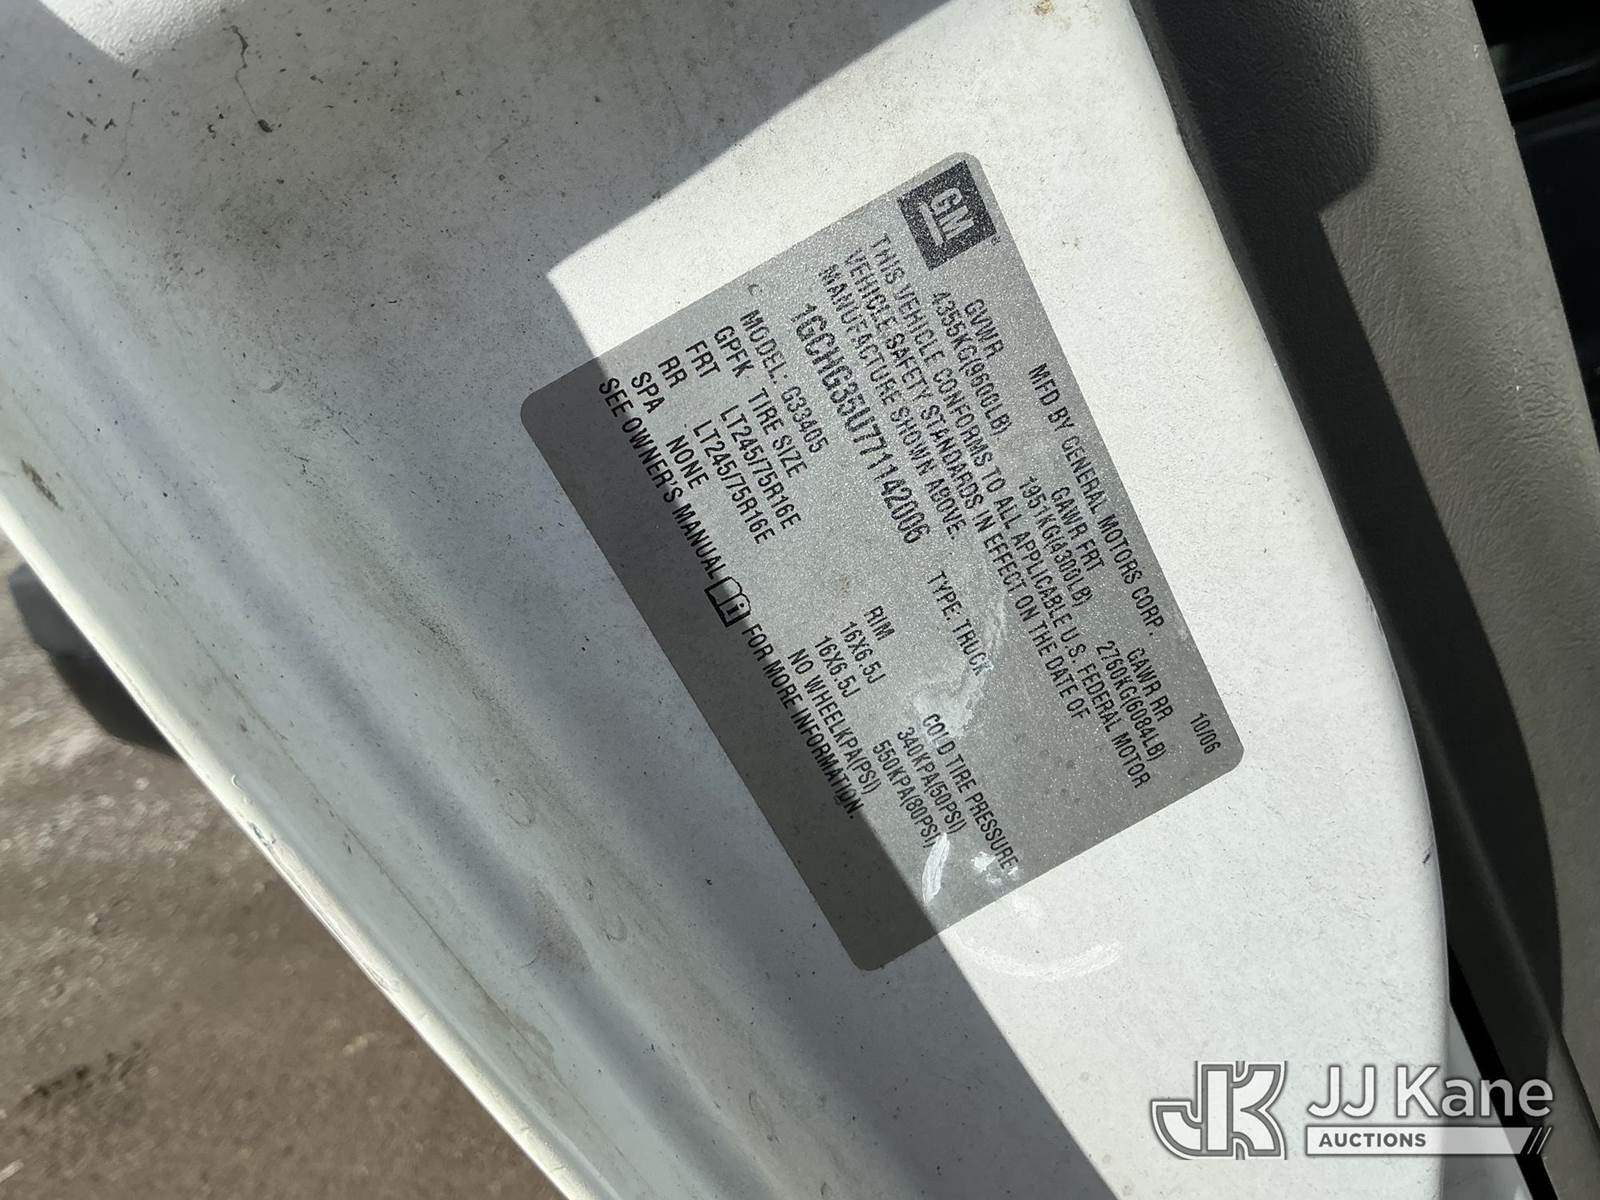 GM
MFD BY GENERAL MOTORS CORP. 10/06
GVWR GAWR FRT GAWR RR
4355KG(9600LB) 1951KG(4300LB) 2760KG(6084LB)
THIS VEHICLE CONFORMS TO ALL APPLICABLE U.S. FEDERAL MOTOR
VEHICLE SAFETY STANDARDS IN EFFECT ON THE DATE OF
MANUFACTURE SHOWN ABOVE.
1GCHG35U771142006 TYPE: TRUCK
MODEL: G33405
GPFK TIRE SIZE RIM COLD TIRE PRESSURE
FRT LT245/75R16E 16X6.5J 340KPA(50PSI)
RR LT245/75R16E 16X6.5J 550KPA(80PSI)
SPA NONE NO WHEELKPA(PSI)
SEE OWNER'S MANUAL FOR MORE INFORMATION.
JK JJ Kane
AUCTIONS